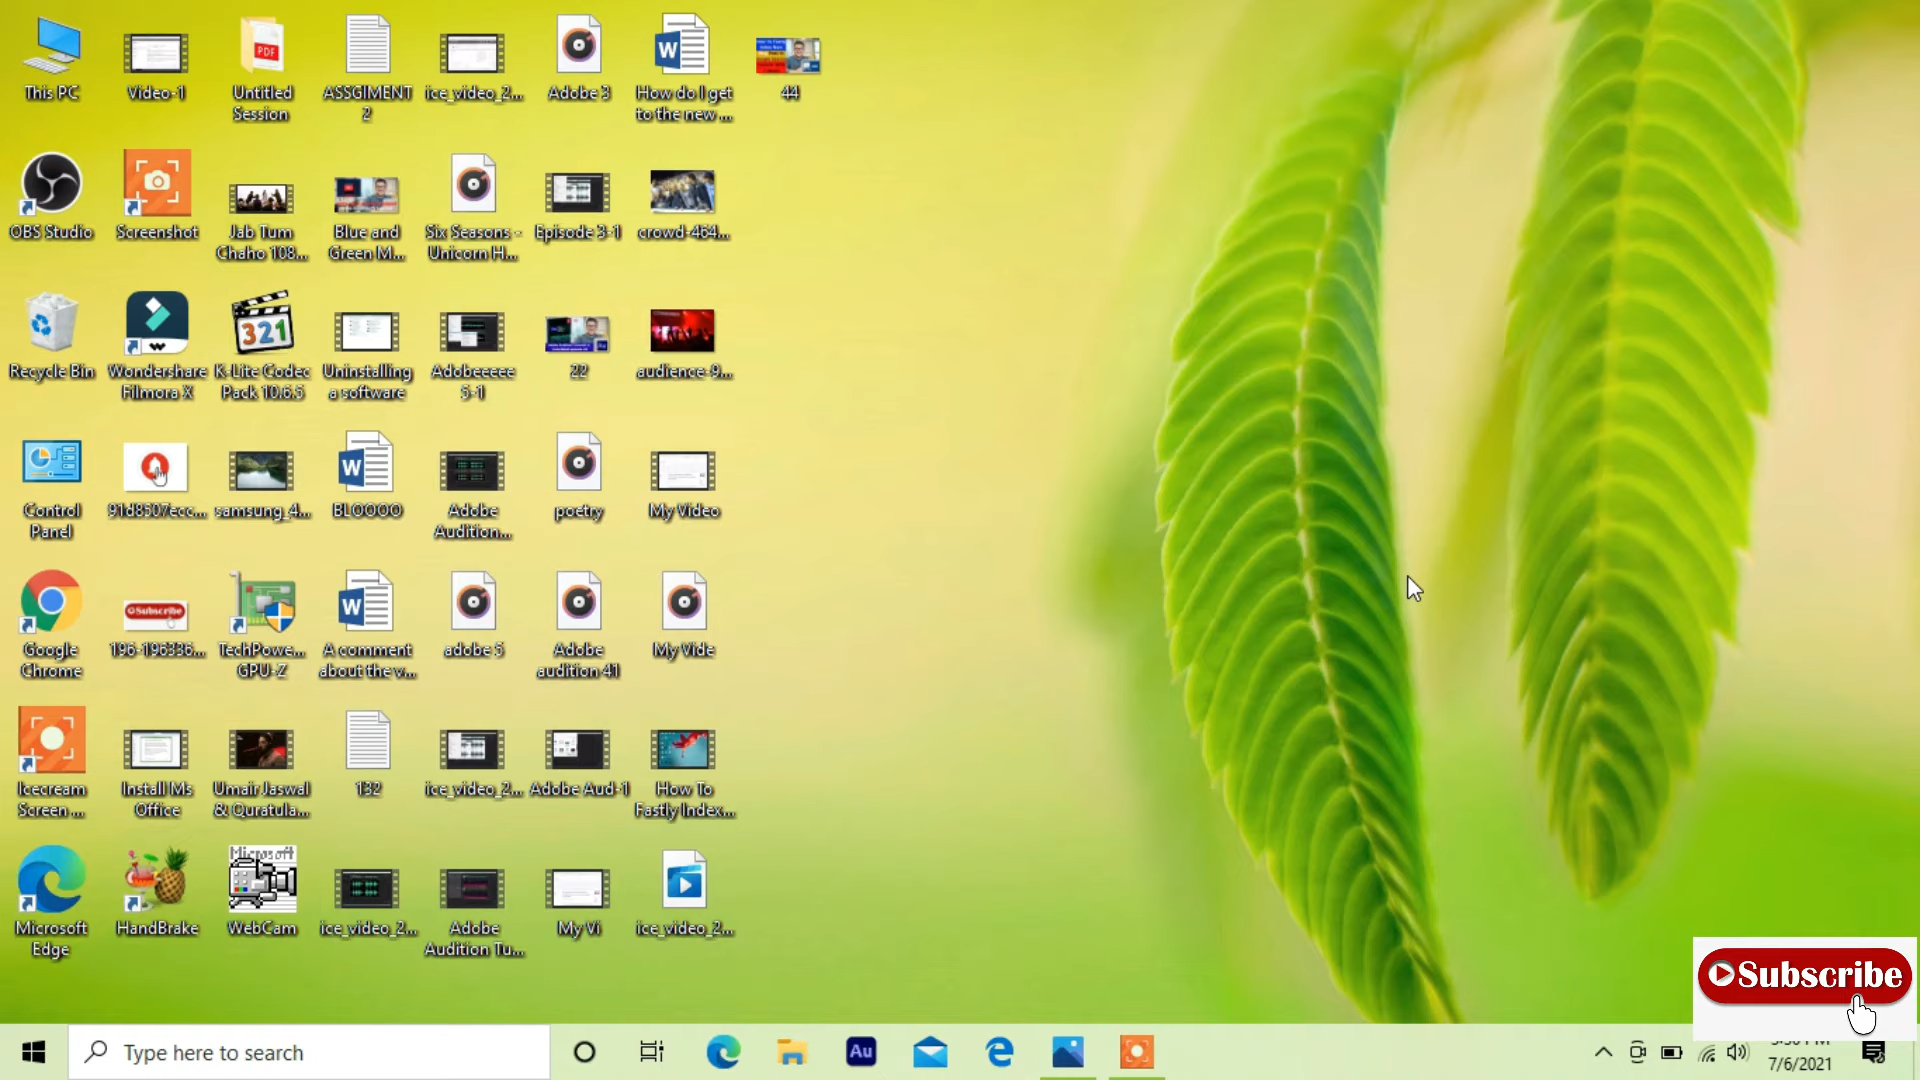 This PC
Video-1
Untitled
Session
PDF
ASSGIMENT
2
ice_video_2...
Adobe 3
How do I get
to the new ...
44
OBS Studio
Screenshot
Jab Tum
Chaho 108...
Blue and
Green M...
Six Seasons -
Unicorn H...
Episode 3-1
crowd-464...
Recycle Bin
Wondershare
Filmora X
321
K-Lite Codec
Pack 10.6.5
Uninstalling
a software
Adobeeeee
5-1
22
audience-9...
Control
Panel
91d8507ecc...
samsung_4...
BLOOOO
Adobe
Audition...
poetry
My Video
Google
Chrome
Subscribe
196-196336...
TechPowe...
GPU-Z
A comment
about the v...
adobe 5
Adobe
audition 41
My Vide
Icecream
Screen ...
Install Ms
Office
Umair Jaswal
& Quratula...
132
ice_video_2...
Adobe Aud-1
How To
Fastly Index...
Microsoft
Edge
HandBrake
Microsoft
WebCam
ice_video_2...
Adobe
Audition Tu...
My Vi
ice_video_2...
Subscribe
Type here to search
Au
7/6/2021